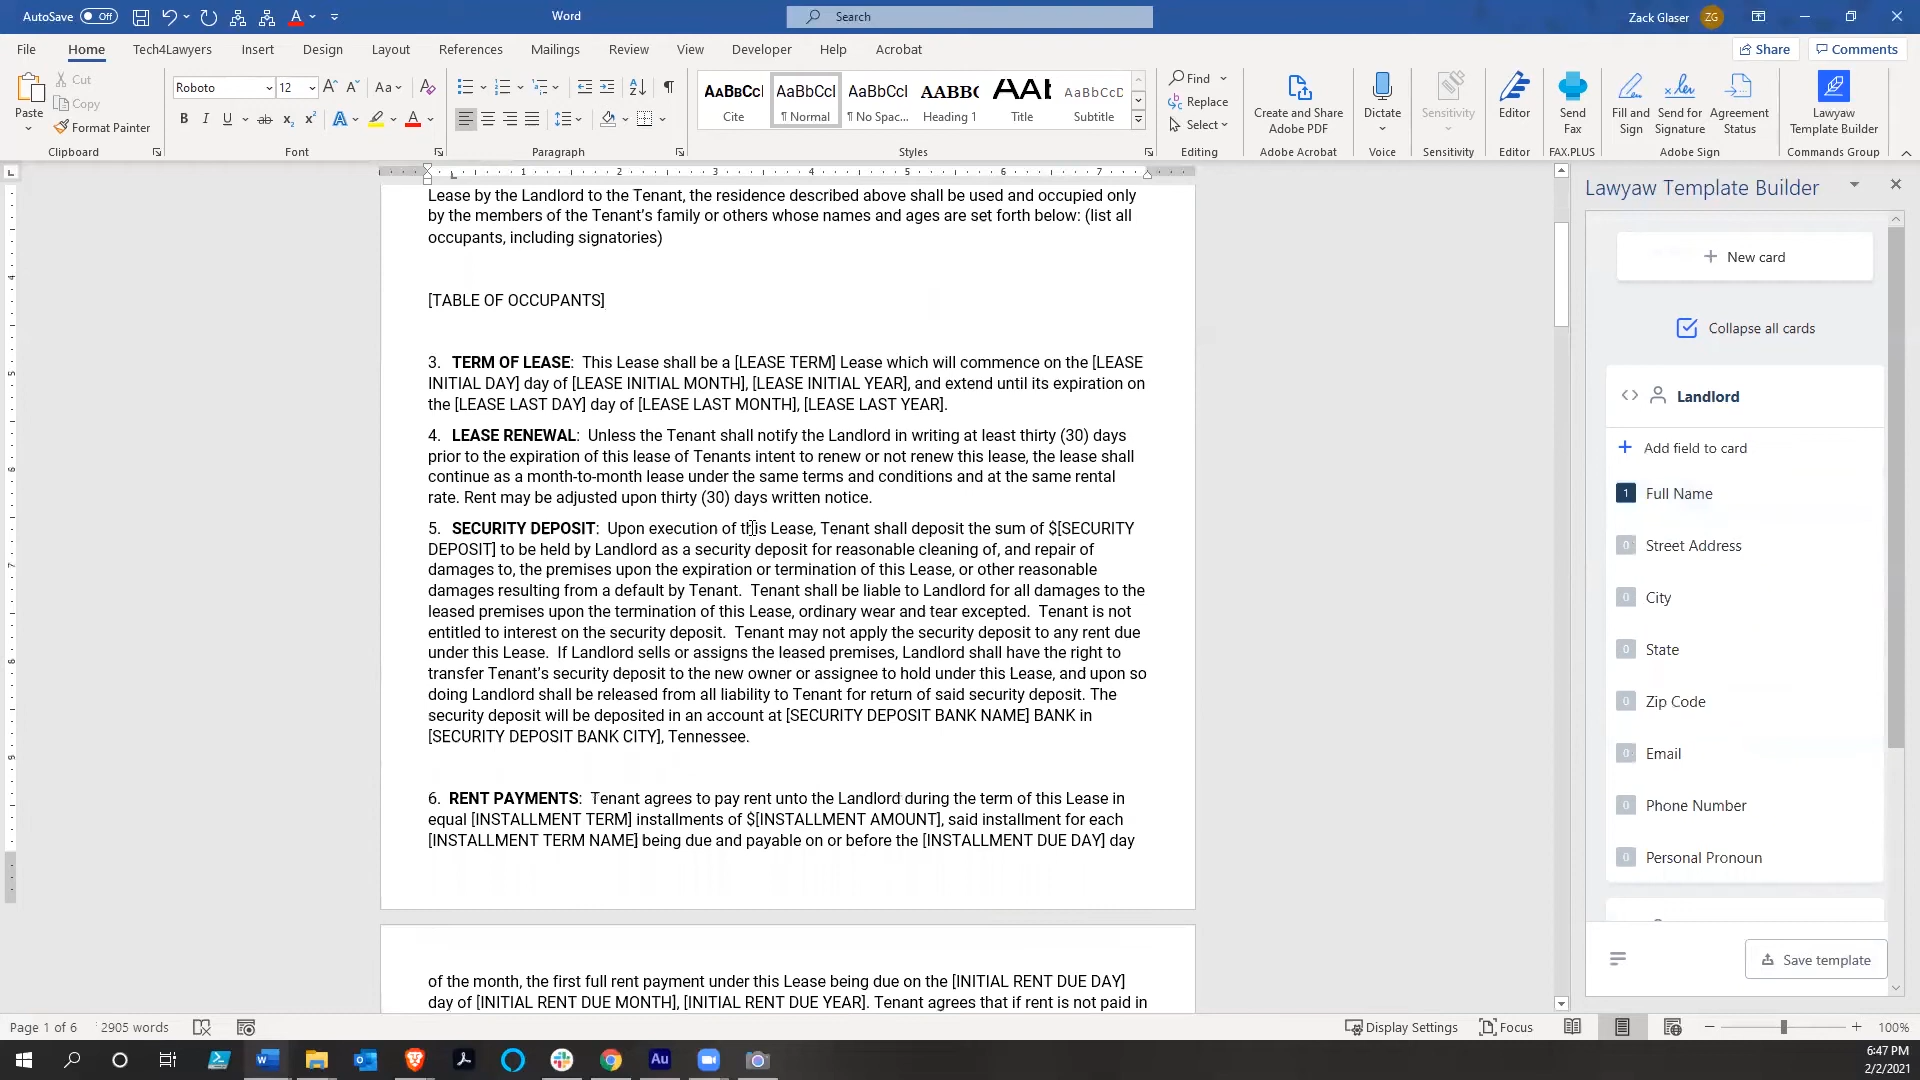 AutoSave Off
Word
Search
Zack Glaser ZG
File Home Tech4Lawyers Insert Design Layout References Mailings Review View Developer Help Acrobat
Share Comments
Paste
Cut
Copy
Format Painter
Clipboard
Roboto 12
Font
Paragraph
AaBbCcI AaBbCcI AaBbCcI AABBC AAb AaBbCcD
Cite ¶ Normal ¶ No Spac... Heading 1 Title Subtitle
Styles
Find
Replace
Select
Editing
Create and Share
Adobe PDF
Adobe Acrobat
Dictate
Voice
Sensitivity
Sensitivity
Editor
Editor
Send
Fax
FAX.PLUS
Fill and
Sign
Send for
Signature
Agreement
Status
Adobe Sign
Lawyaw
Template Builder
Commands Group
1 2 3 4 5 6 7
Lease by the Landlord to the Tenant, the residence described above shall be used and occupied only
by the members of the Tenant’s family or others whose names and ages are set forth below: (list all
occupants, including signatories)
[TABLE OF OCCUPANTS]
3. TERM OF LEASE: This Lease shall be a [LEASE TERM] Lease which will commence on the [LEASE
INITIAL DAY] day of [LEASE INITIAL MONTH], [LEASE INITIAL YEAR], and extend until its expiration on
the [LEASE LAST DAY] day of [LEASE LAST MONTH], [LEASE LAST YEAR].
4. LEASE RENEWAL: Unless the Tenant shall notify the Landlord in writing at least thirty (30) days
prior to the expiration of this lease of Tenants intent to renew or not renew this lease, the lease shall
continue as a month-to-month lease under the same terms and conditions and at the same rental
rate. Rent may be adjusted upon thirty (30) days written notice.
5. SECURITY DEPOSIT: Upon execution of this Lease, Tenant shall deposit the sum of $[SECURITY
DEPOSIT] to be held by Landlord as a security deposit for reasonable cleaning of, and repair of
damages to, the premises upon the expiration or termination of this Lease, or other reasonable
damages resulting from a default by Tenant. Tenant shall be liable to Landlord for all damages to the
leased premises upon the termination of this Lease, ordinary wear and tear excepted. Tenant is not
entitled to interest on the security deposit. Tenant may not apply the security deposit to any rent due
under this Lease. If Landlord sells or assigns the leased premises, Landlord shall have the right to
transfer Tenant’s security deposit to the new owner or assignee to hold under this Lease, and upon so
doing Landlord shall be released from all liability to Tenant for return of said security deposit. The
security deposit will be deposited in an account at [SECURITY DEPOSIT BANK NAME] BANK in
[SECURITY DEPOSIT BANK CITY], Tennessee.
6. RENT PAYMENTS: Tenant agrees to pay rent unto the Landlord during the term of this Lease in
equal [INSTALLMENT TERM] installments of $[INSTALLMENT AMOUNT], said installment for each
[INSTALLMENT TERM NAME] being due and payable on or before the [INSTALLMENT DUE DAY] day
of the month, the first full rent payment under this Lease being due on the [INITIAL RENT DUE DAY]
day of [INITIAL RENT DUE MONTH], [INITIAL RENT DUE YEAR]. Tenant agrees that if rent is not paid in
Lawyaw Template Builder
+ New card
Collapse all cards
<> Landlord
+ Add field to card
1 Full Name
0 Street Address
0 City
0 State
0 Zip Code
0 Email
0 Phone Number
0 Personal Pronoun
Save template
Page 1 of 6 2905 words
Display Settings Focus 100%
6:47 PM
2/2/2021